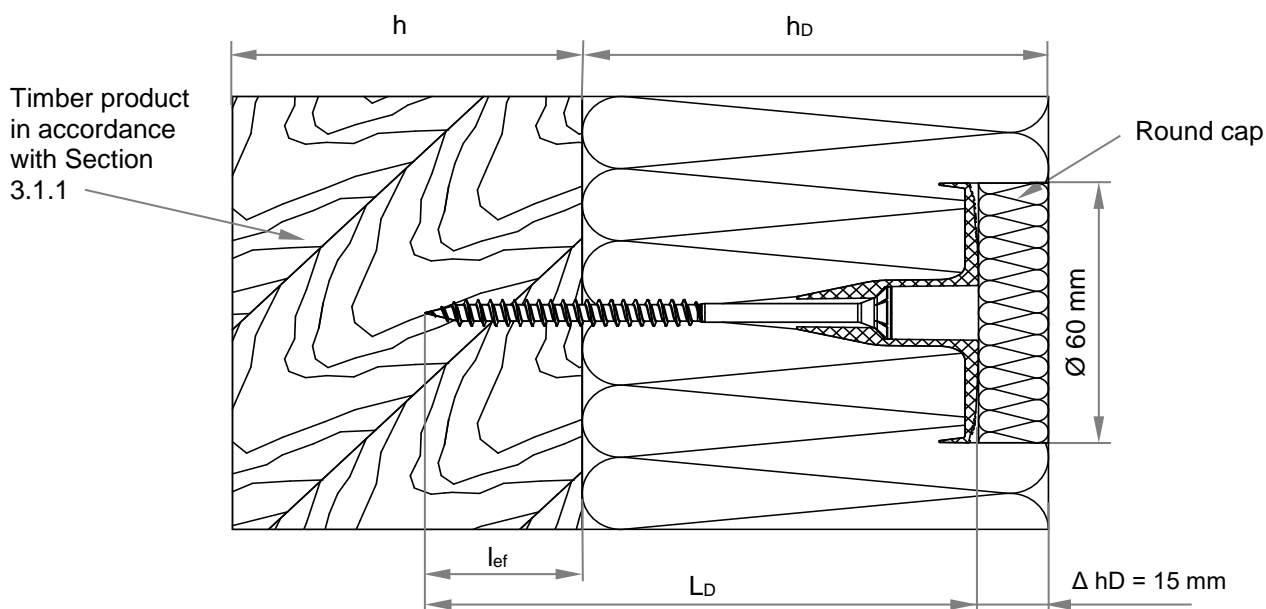 h
hD
Timber product
in accordance
with Section
3.1.1
Round cap
Ø 60 mm
lef
LD
Δ hD = 15 mm